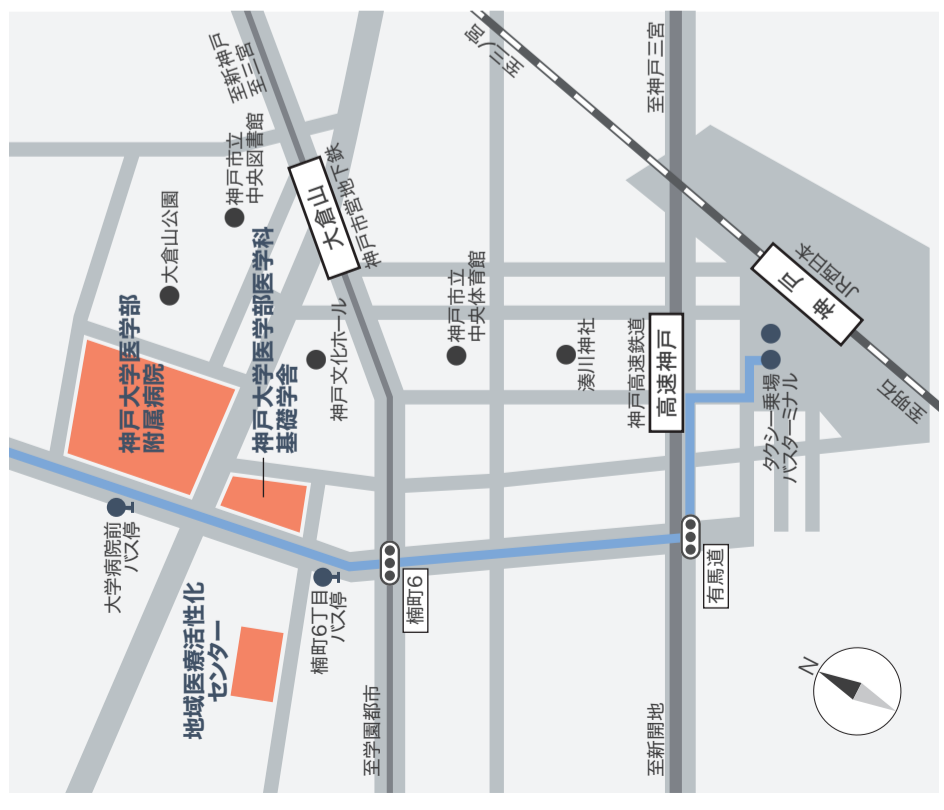 至新神戸
至三宮
至三ノ宮
至神戸三宮
神戸市立
中央図書館
大倉山公園
大倉山
神戸市営地下鉄
神戸大学医学部
附属病院
神戸大学医学部医学科
基礎学舎
神戸文化ホール
神戸市立
中央体育館
湊川神社
神戸高速鉄道
高速神戸
神戸
JR西日本
至明石
タクシー乗場
バスターミナル
大学病院前
バス停
楠町6丁目
バス停
楠町6
有馬道
地域医療活性化
センター
至学園都市
至新開地
N